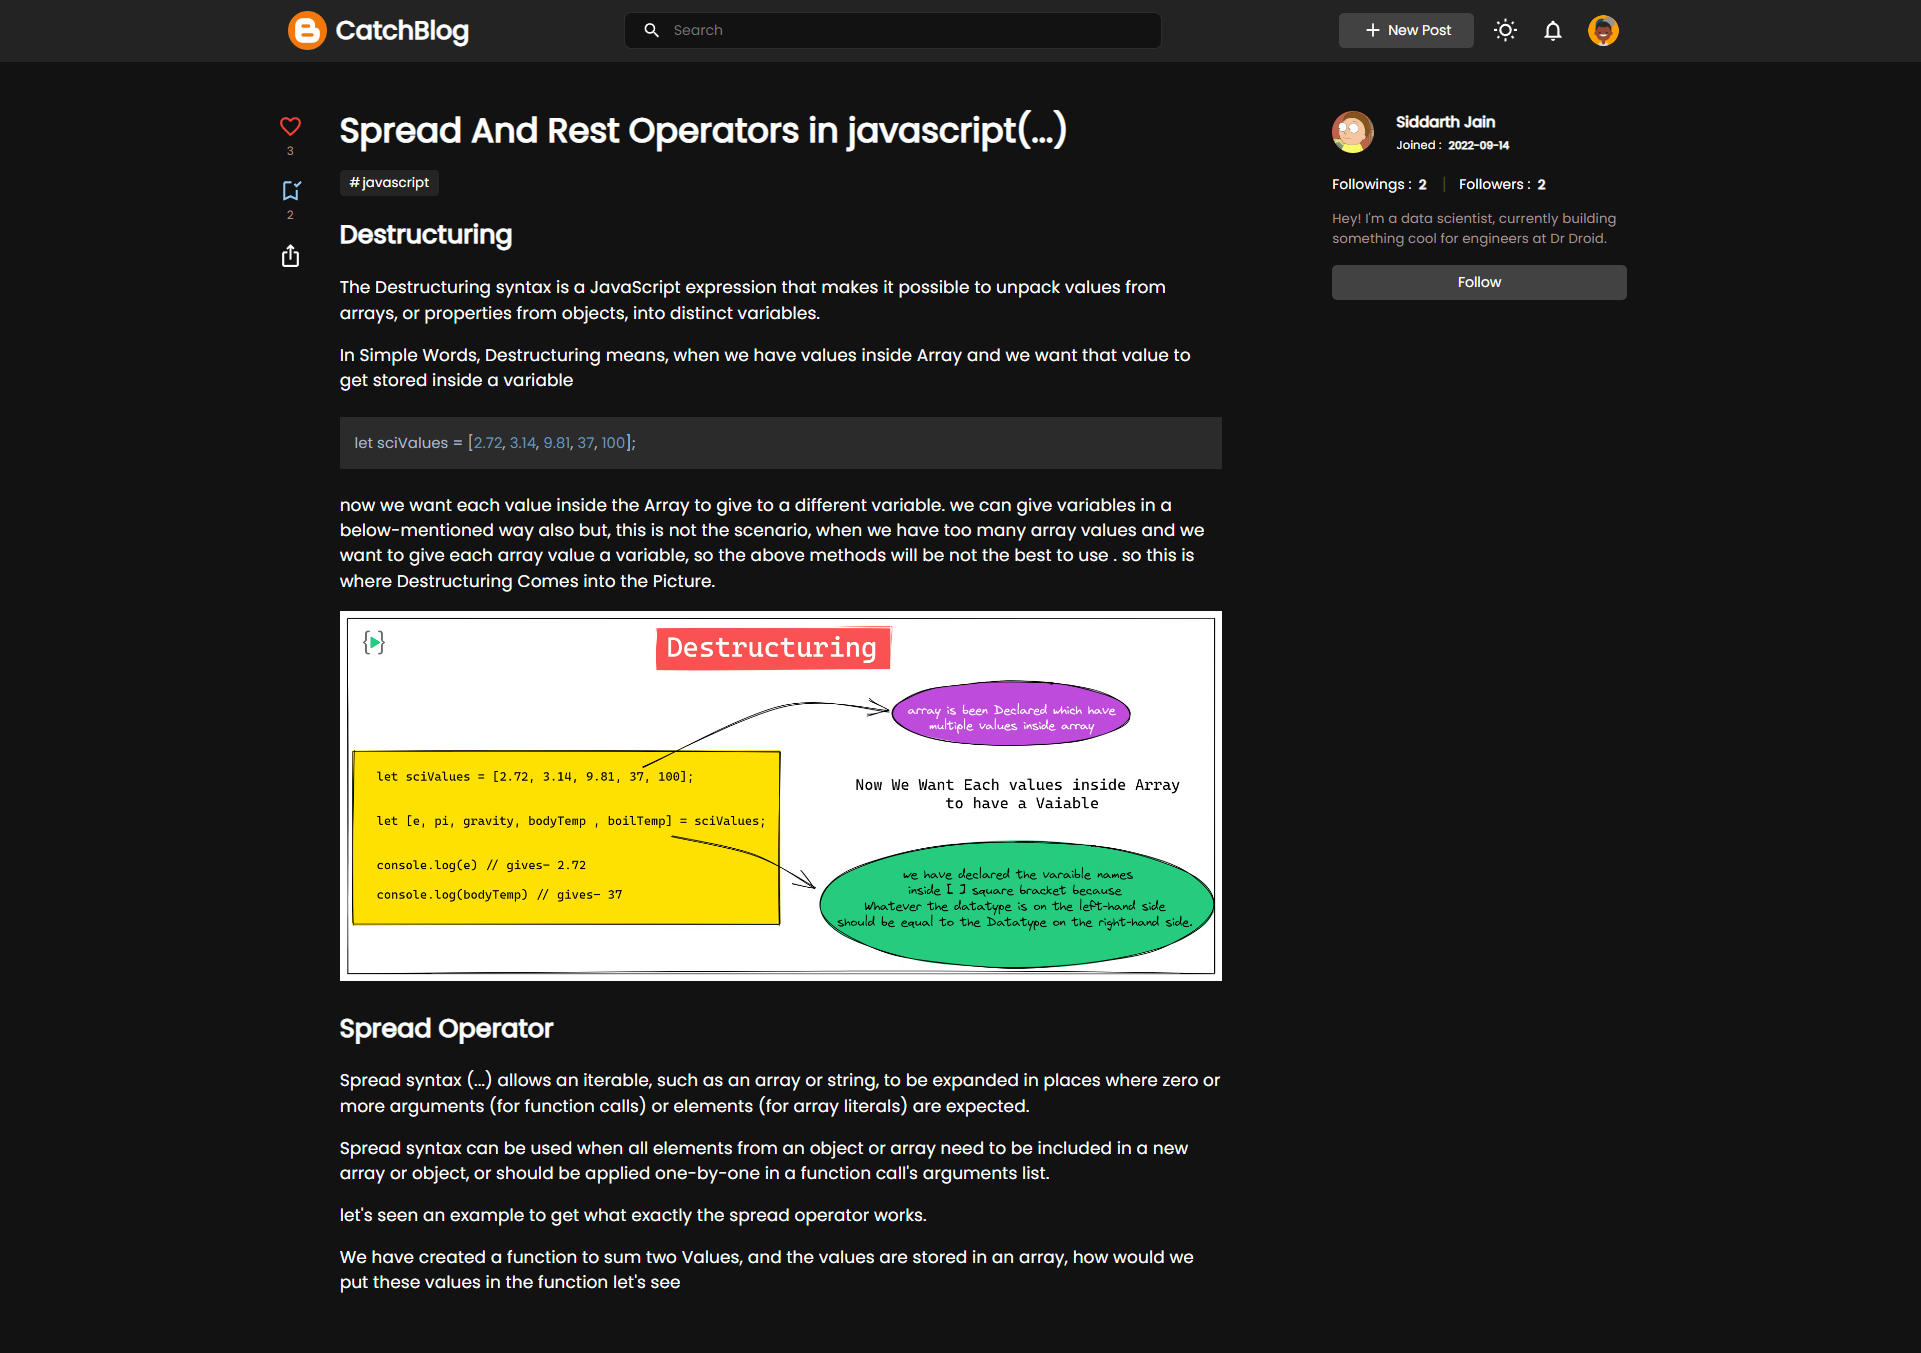 CatchBlog
Search
New Post
Spread And Rest Operators in javascript(...)
3
#javascript
2
Siddarth Jain
Joined : 2022-09-14
Followings : 2 | Followers : 2
Hey! I'm a data scientist, currently building
something cool for engineers at Dr Droid.
Follow
Destructuring
The Destructuring syntax is a JavaScript expression that makes it possible to unpack values from
arrays, or properties from objects, into distinct variables.
In Simple Words, Destructuring means, when we have values inside Array and we want that value to
get stored inside a variable
let sciValues = [2.72, 3.14, 9.81, 37, 100];
now we want each value inside the Array to give to a different variable. we can give variables in a
below-mentioned way also but, this is not the scenario, when we have too many array values and we
want to give each array value a variable, so the above methods will be not the best to use . so this is
where Destructuring Comes into the Picture.
Destructuring
array is been Declared which have
multiple values inside array
let sciValues = [2.72, 3.14, 9.81, 37, 100];
let [e, pi, gravity, bodyTemp , boilTemp] = sciValues;
console.log(e) // gives- 2.72
console.log(bodyTemp) // gives- 37
Now We Want Each values inside Array
to have a Vaiable
we have declared the varaible names
inside [ ] square bracket because
Whatever the datatype is on the left-hand side
should be equal to the Datatype on the right-hand side.
Spread Operator
Spread syntax (...) allows an iterable, such as an array or string, to be expanded in places where zero or
more arguments (for function calls) or elements (for array literals) are expected.
Spread syntax can be used when all elements from an object or array need to be included in a new
array or object, or should be applied one-by-one in a function call's arguments list.
let's seen an example to get what exactly the spread operator works.
We have created a function to sum two Values, and the values are stored in an array, how would we
put these values in the function let's see